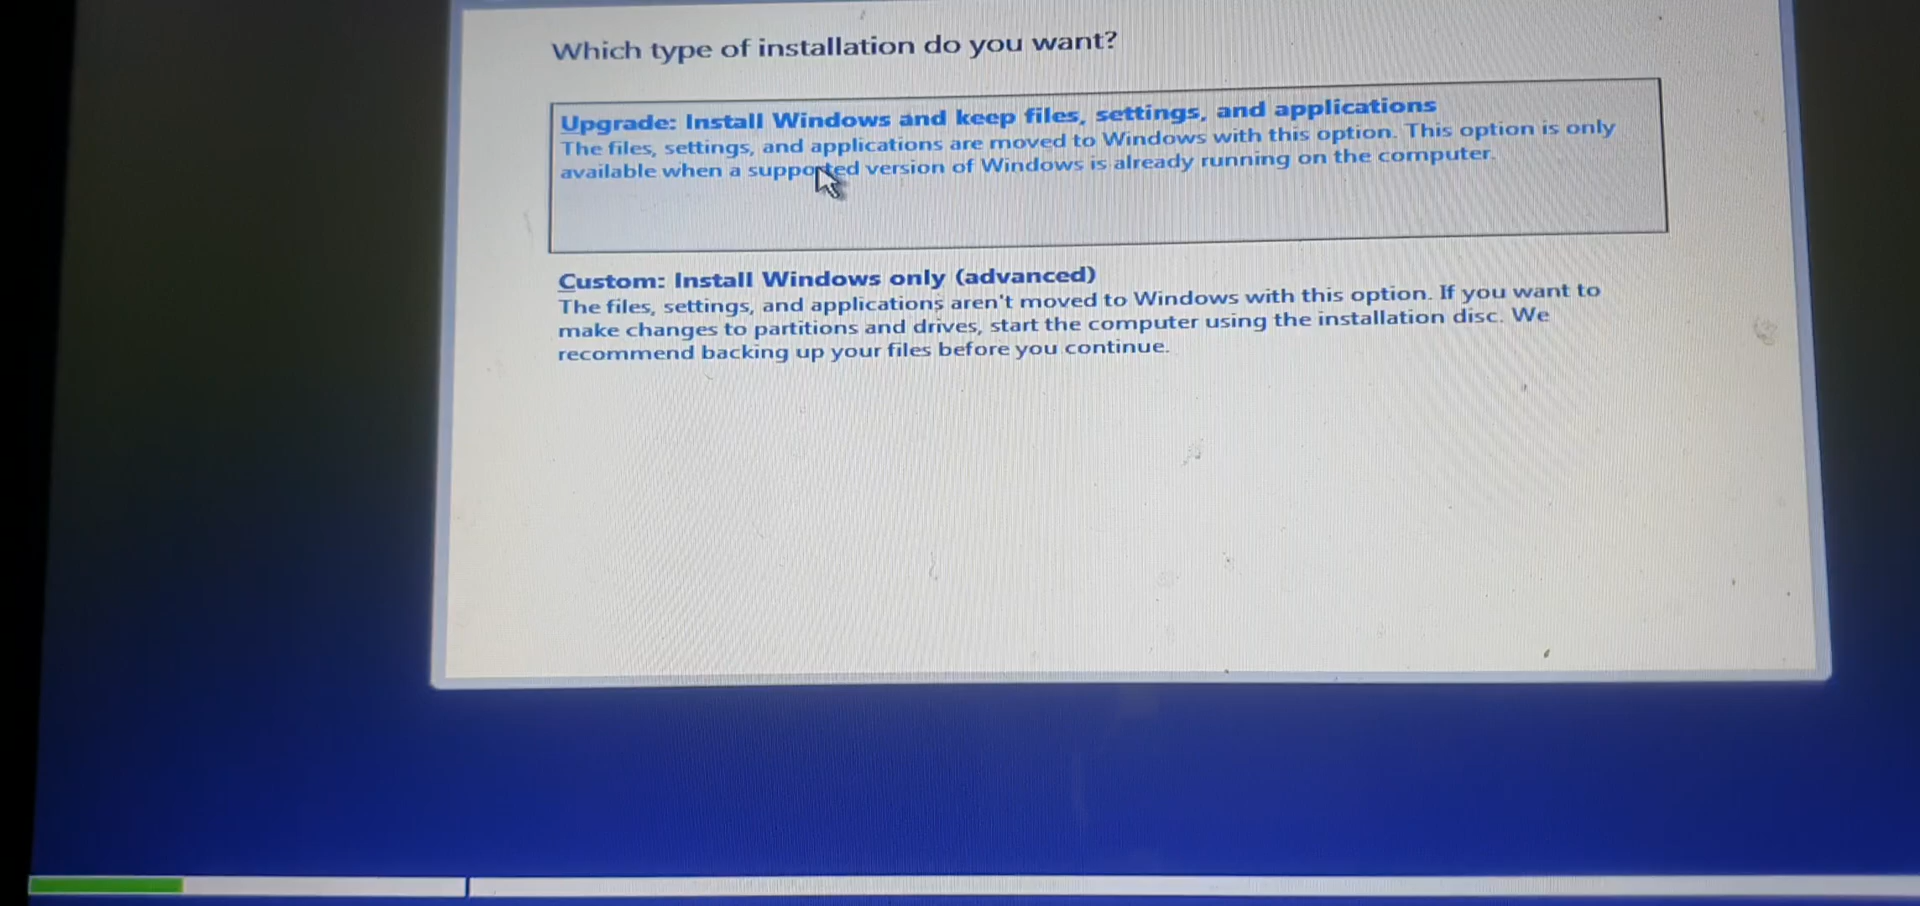 Which type of installation do you want?
Upgrade: Install Windows and keep files, settings, and applications
The files, settings, and applications are moved to Windows with this option. This option is only
available when a supported version of Windows is already running on the computer.
Custom: Install Windows only (advanced)
The files, settings, and applications aren't moved to Windows with this option. If you want to
make changes to partitions and drives, start the computer using the installation disc. We
recommend backing up your files before you continue.